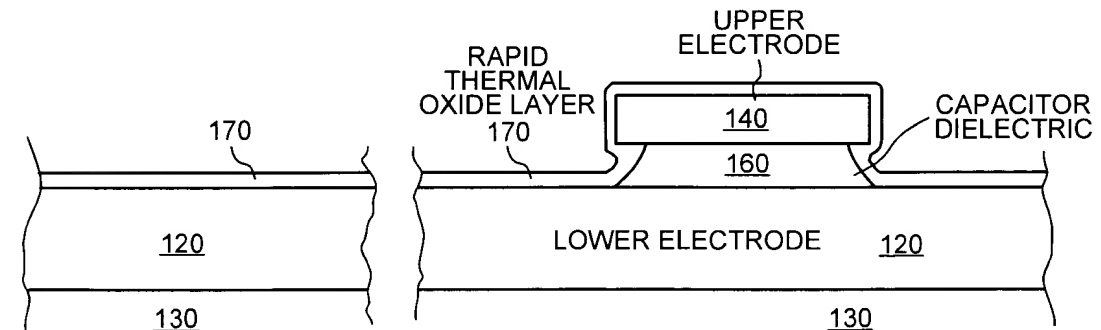 UPPER
ELECTRODE
RAPID
THERMAL
OXIDE LAYER
CAPACITOR
DIELECTRIC
170
170
140
160
120
LOWER ELECTRODE
120
130
130